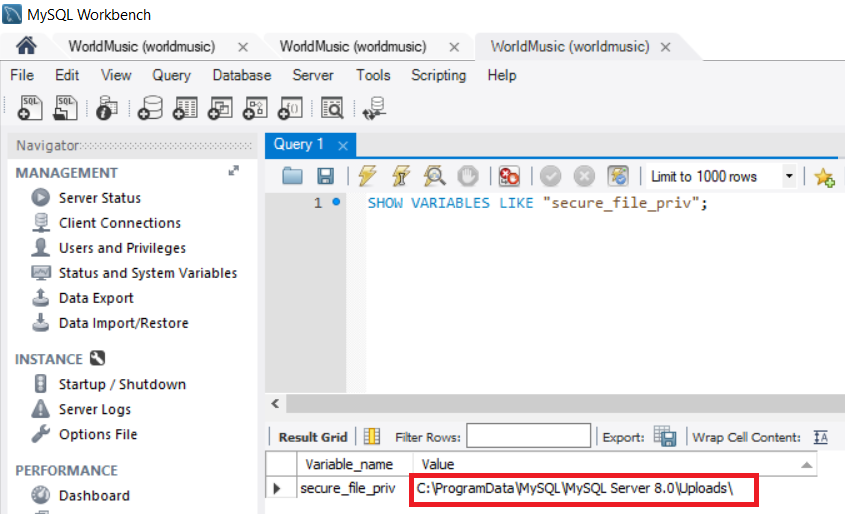 MySQL Workbench
WorldMusic (worldmusic) × WorldMusic (worldmusic) × WorldMusic (worldmusic) ×
File Edit View Query Database Server Tools Scripting Help
SQL SQL
Navigator
Query 1 ×
MANAGEMENT
Server Status
Client Connections
Users and Privileges
Status and System Variables
Data Export
Data Import/Restore
INSTANCE
Startup / Shutdown
Server Logs
Options File
PERFORMANCE
Dashboard
Limit to 1000 rows
1 SHOW VARIABLES LIKE "secure_file_priv";
Result Grid Filter Rows: Export: Wrap Cell Content:
Variable_name Value
secure_file_priv C:\ProgramData\MySQL\MySQL Server 8.0\Uploads\